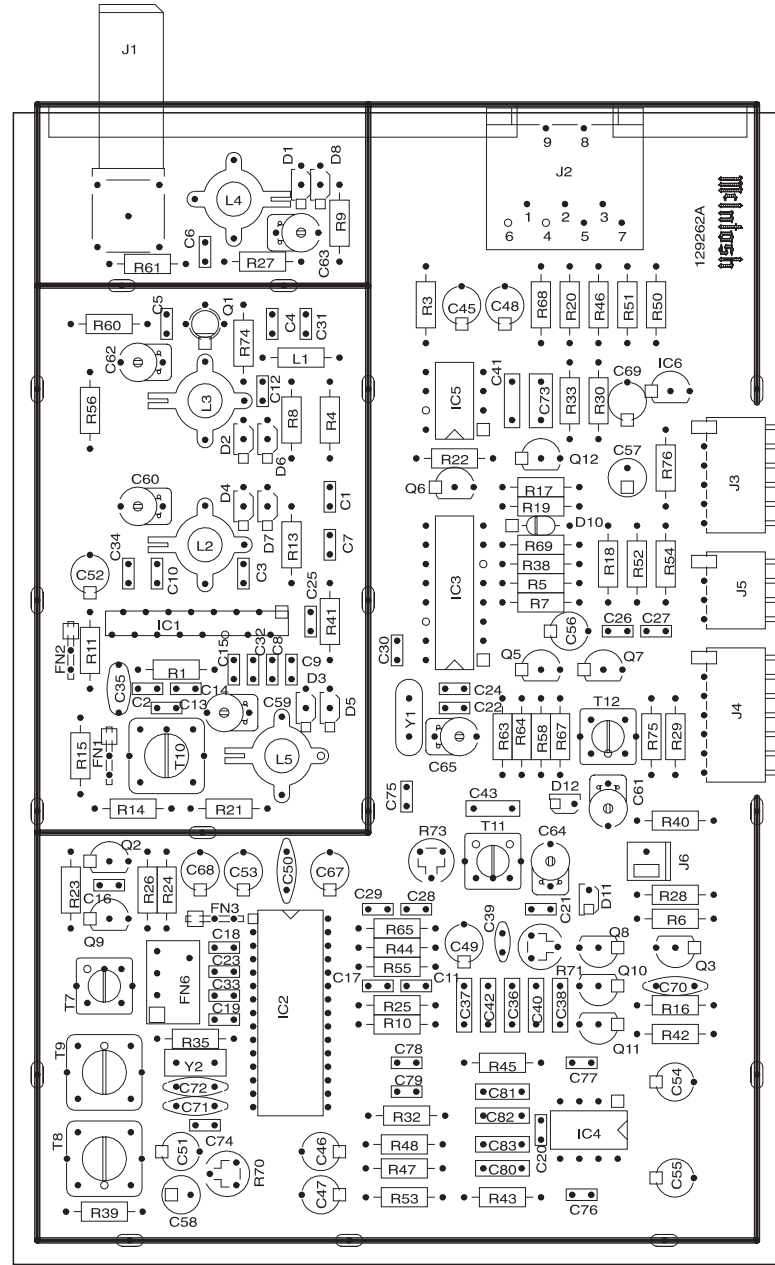 J1
D1
D8
L4
C6
R9
R61
R27
C63
J2
9
8
1
2
3
6
4
5
7
McIntosh
129262A
R60
C5
Q1
C4
C31
R3
C45
C48
R68
R20
R46
R51
R50
C62
R74
L1
R56
L3
C12
R8
R4
IC5
C41
C73
R33
R30
C69
IC6
D2
D6
R22
Q12
C57
R76
C60
D4
D7
C1
Q6
R17
R19
D10
J3
L2
R13
C7
C34
C52
C10
C3
IC3
R69
R38
R5
R7
R18
R52
R54
J5
IC1
C25
R41
C56
C26
C27
FN2
R11
C15
C32
C8
C9
C30
R1
C35
C2
C14
C13
C59
D3
D5
Q5
Q7
C24
C22
Y1
T12
R15
FN1
T10
L5
C65
R63
R64
R58
R67
R75
R29
J4
R14
R21
C75
C43
D12
C61
Q2
C68
C53
C50
C67
R73
T11
C64
R40
J6
R23
C16
R26
R24
Q9
FN3
C29
C28
C39
C21
D11
R28
R6
C18
C23
C33
C19
FN6
IC2
R65
R44
R55
C49
R71
Q8
Q3
T7
C17
C11
R25
R10
C37
C42
C36
C40
C38
Q10
C70
R16
Q11
R42
R35
Y2
T9
C72
C71
C78
C79
R45
C77
C54
C81
R32
C82
C74
IC4
T8
C51
R70
C46
R48
C83
C20
R47
C80
C58
C47
R53
R43
C76
C55
R39